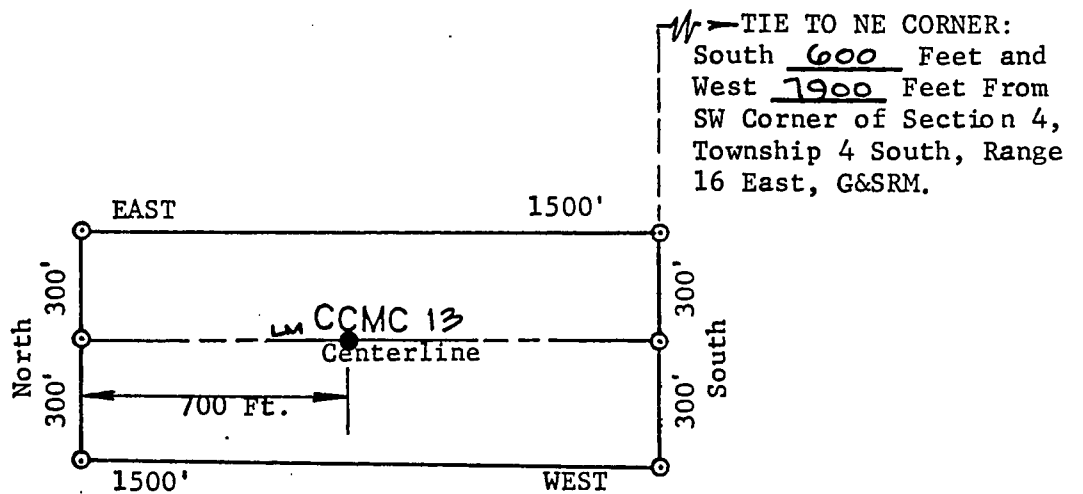 TIE TO NE CORNER:
South 600 Feet and
West 7900 Feet From
SW Corner of Section 4,
Township 4 South, Range
16 East, G&SRM.
EAST 1500'
300' 300'
North
LM CCMC 13
Centerline
South
300' 300'
700 Ft.
1500' WEST